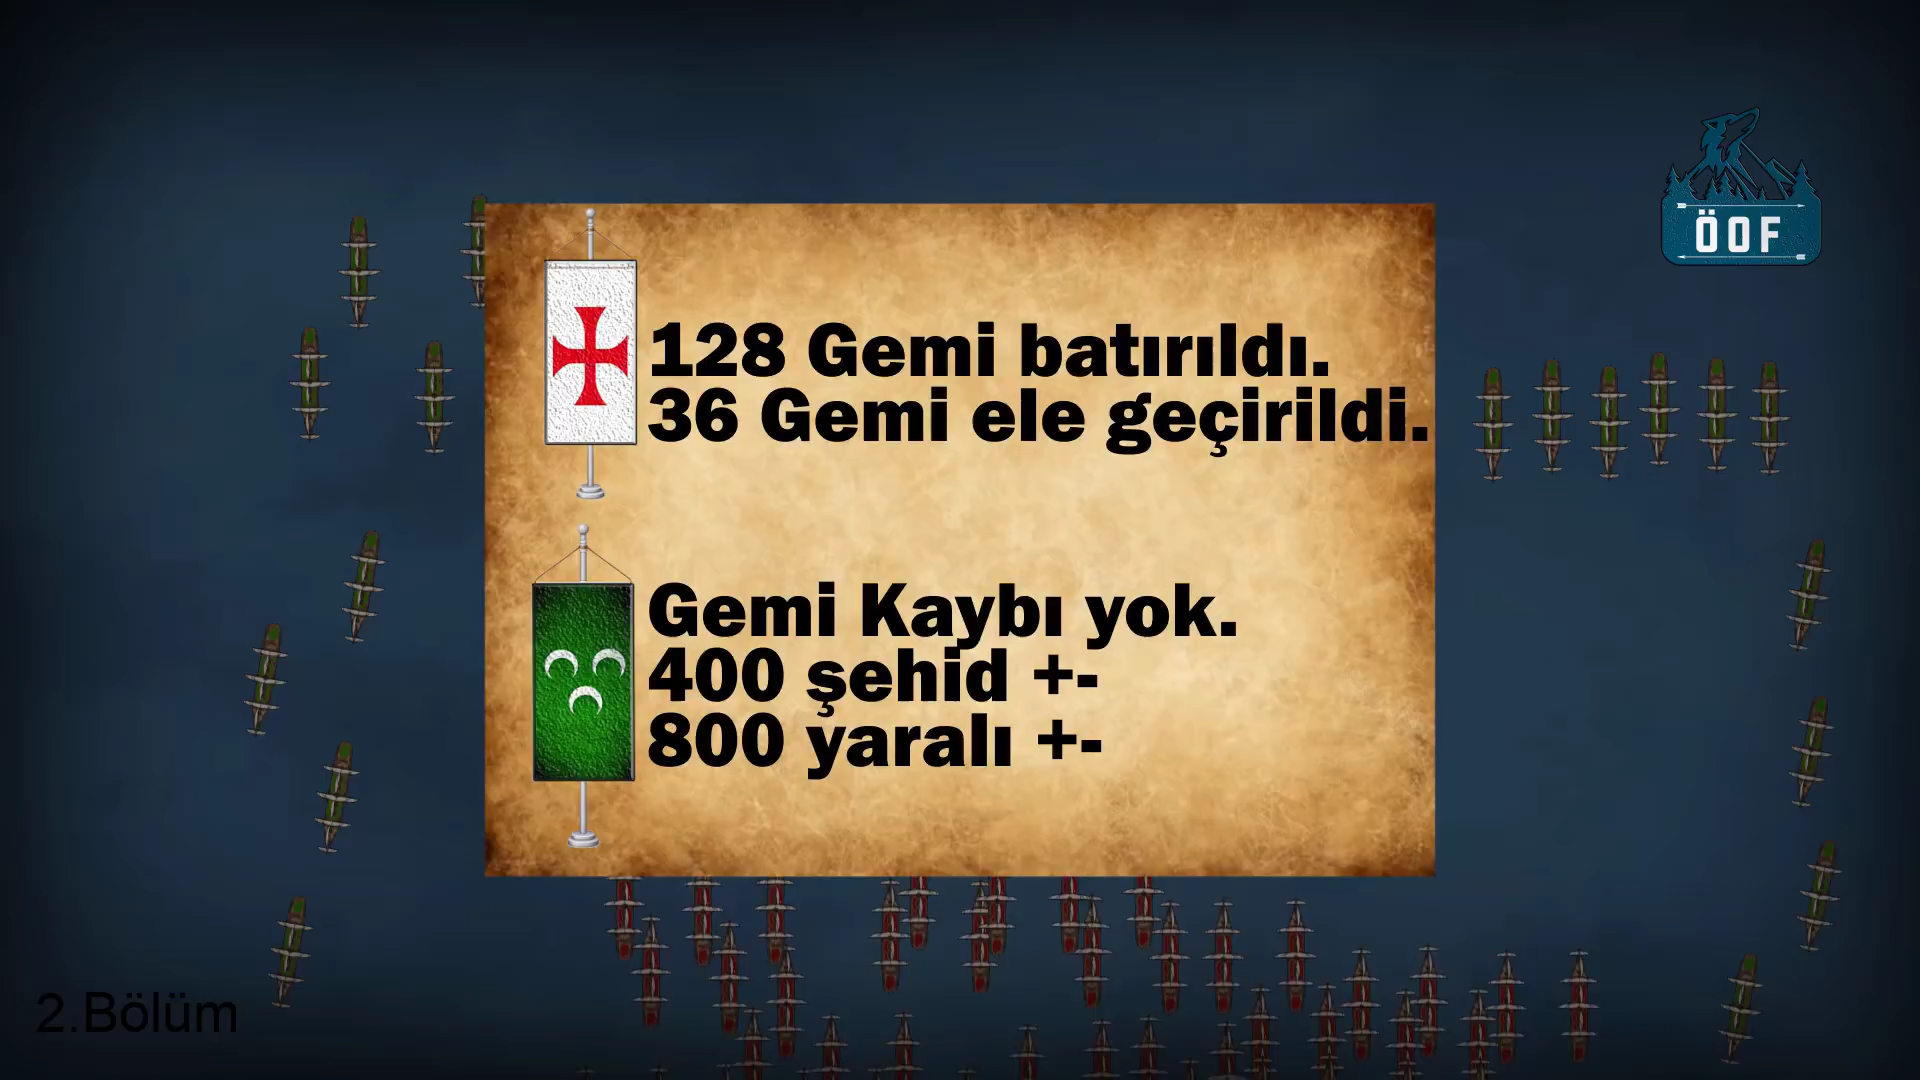 ÖOF
128 Gemi batırıldı.
36 Gemi ele geçirildi.
Gemi Kaybı yok.
400 şehid +-
800 yaralı +-
2.Bölüm